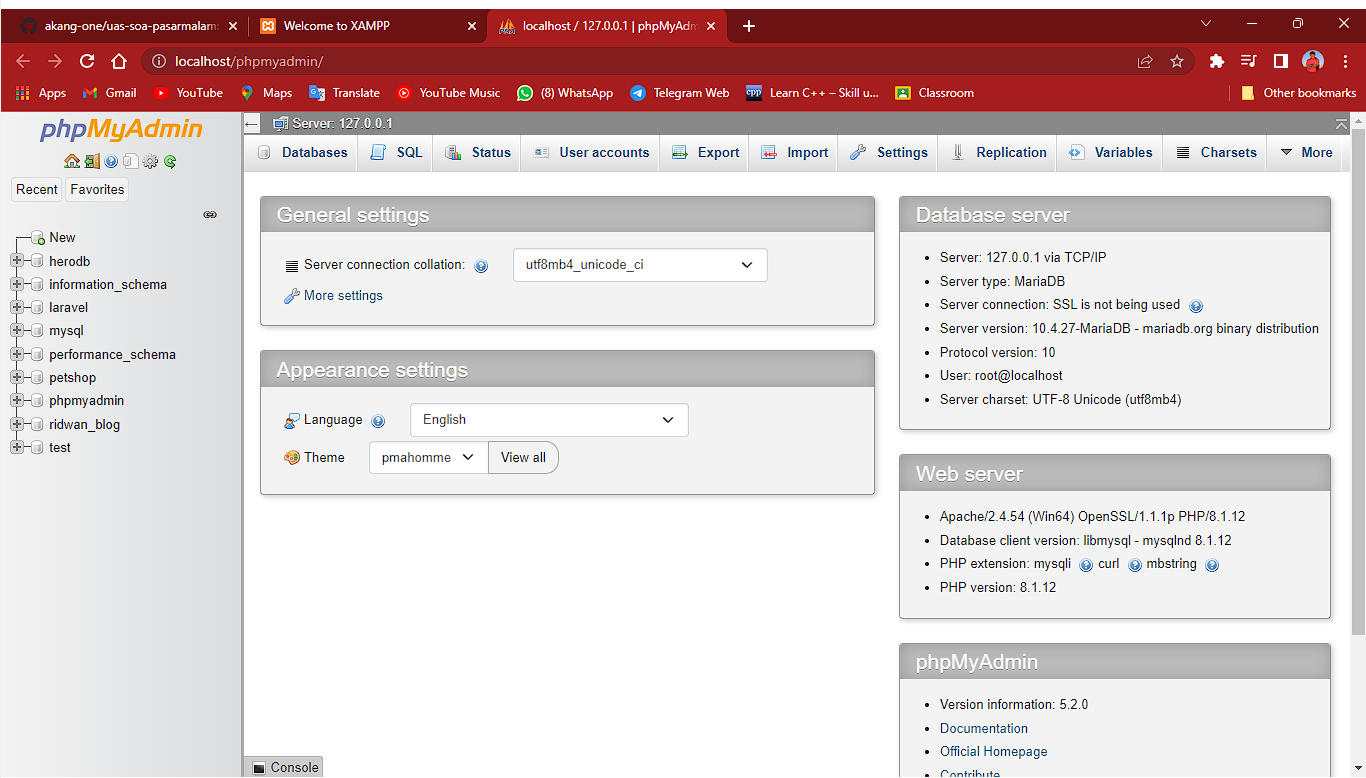 akang-one/uas-soa-pasarmalam:
Welcome to XAMPP
localhost / 127.0.0.1 | phpMyAdm
localhost/phpmyadmin/
Apps
Gmail
YouTube
Maps
Translate
YouTube Music
(8) WhatsApp
Telegram Web
cpp
Learn C++ – Skill u...
Classroom
Other bookmarks
phpMyAdmin
Recent
Favorites
New
herodb
information_schema
laravel
mysql
performance_schema
petshop
phpmyadmin
ridwan_blog
test
Server: 127.0.0.1
Databases
SQL
Status
User accounts
Export
Import
Settings
Replication
Variables
Charsets
More
General settings
Server connection collation:
utf8mb4_unicode_ci
More settings
Appearance settings
Language
English
Theme
pmahomme
View all
Database server
Server: 127.0.0.1 via TCP/IP
Server type: MariaDB
Server connection: SSL is not being used
Server version: 10.4.27-MariaDB - mariadb.org binary distribution
Protocol version: 10
User: root@localhost
Server charset: UTF-8 Unicode (utf8mb4)
Web server
Apache/2.4.54 (Win64) OpenSSL/1.1.1p PHP/8.1.12
Database client version: libmysql - mysqlnd 8.1.12
PHP extension: mysqli curl mbstring
PHP version: 8.1.12
phpMyAdmin
Version information: 5.2.0
Documentation
Official Homepage
Contribute
Console